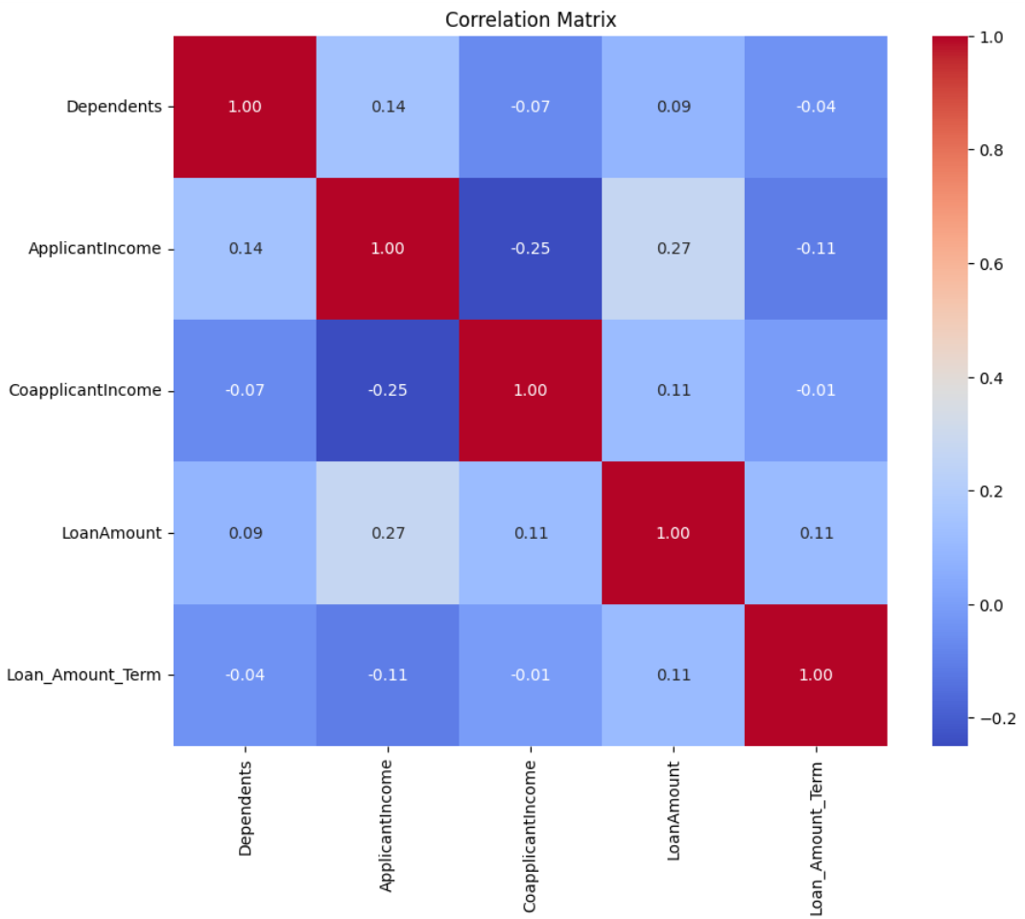 Correlation Matrix
Dependents 1.00 0.14 -0.07 0.09 -0.04
ApplicantIncome 0.14 1.00 -0.25 0.27 -0.11
CoapplicantIncome -0.07 -0.25 1.00 0.11 -0.01
LoanAmount 0.09 0.27 0.11 1.00 0.11
Loan_Amount_Term -0.04 -0.11 -0.01 0.11 1.00
Dependents
ApplicantIncome
CoapplicantIncome
LoanAmount
Loan_Amount_Term
1.0
0.8
0.6
0.4
0.2
0.0
−0.2